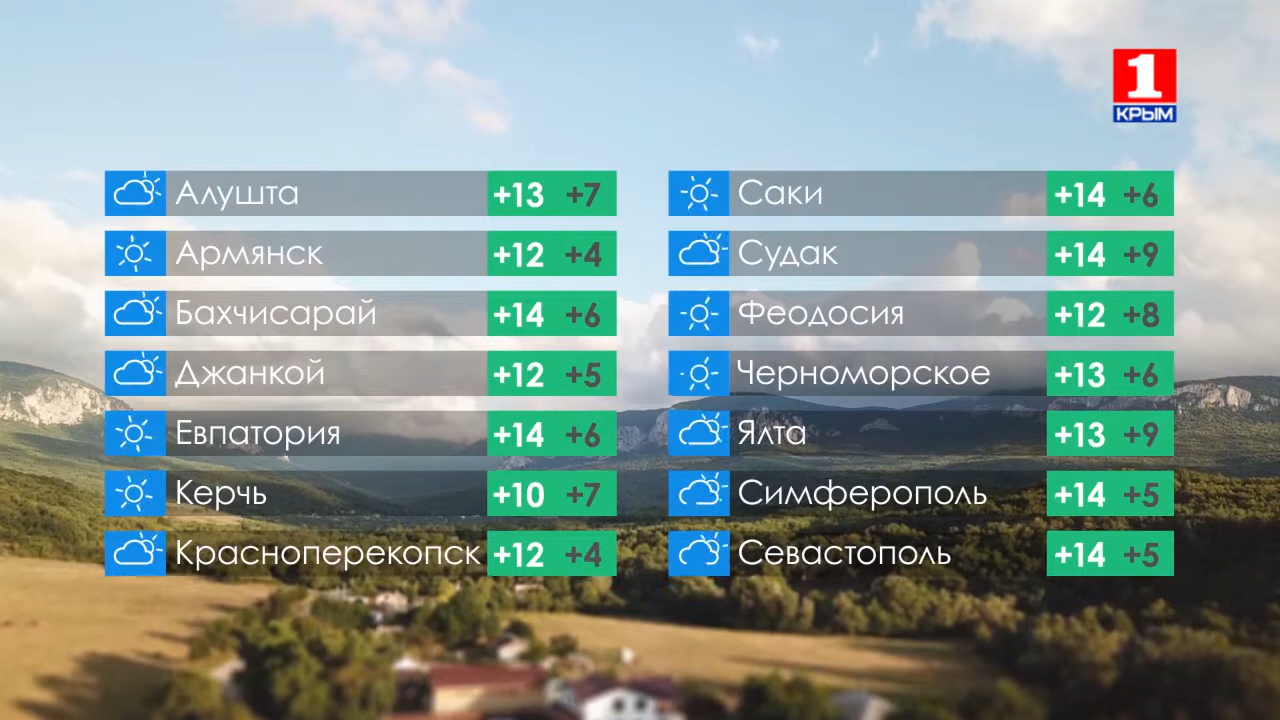 1
КРЫМ
Алушта +13 +7
Армянск +12 +4
Бахчисарай +14 +6
Джанкой +12 +5
Евпатория +14 +6
Керчь +10 +7
Красноперекопск +12 +4
Саки +14 +6
Судак +14 +9
Феодосия +12 +8
Черноморское +13 +6
Ялта +13 +9
Симферополь +14 +5
Севастополь +14 +5